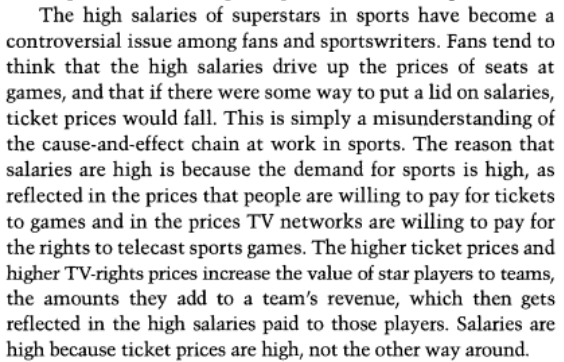 The high salaries of superstars in sports have become a
controversial issue among fans and sportswriters. Fans tend to
think that the high salaries drive up the prices of seats at
games, and that if there were some way to put a lid on salaries,
ticket prices would fall. This is simply a misunderstanding of
the cause-and-effect chain at work in sports. The reason that
salaries are high is because the demand for sports is high, as
reflected in the prices that people are willing to pay for tickets
to games and in the prices TV networks are willing to pay for
the rights to telecast sports games. The higher ticket prices and
higher TV-rights prices increase the value of star players to teams,
the amounts they add to a team's revenue, which then gets
reflected in the high salaries paid to those players. Salaries are
high because ticket prices are high, not the other way around.